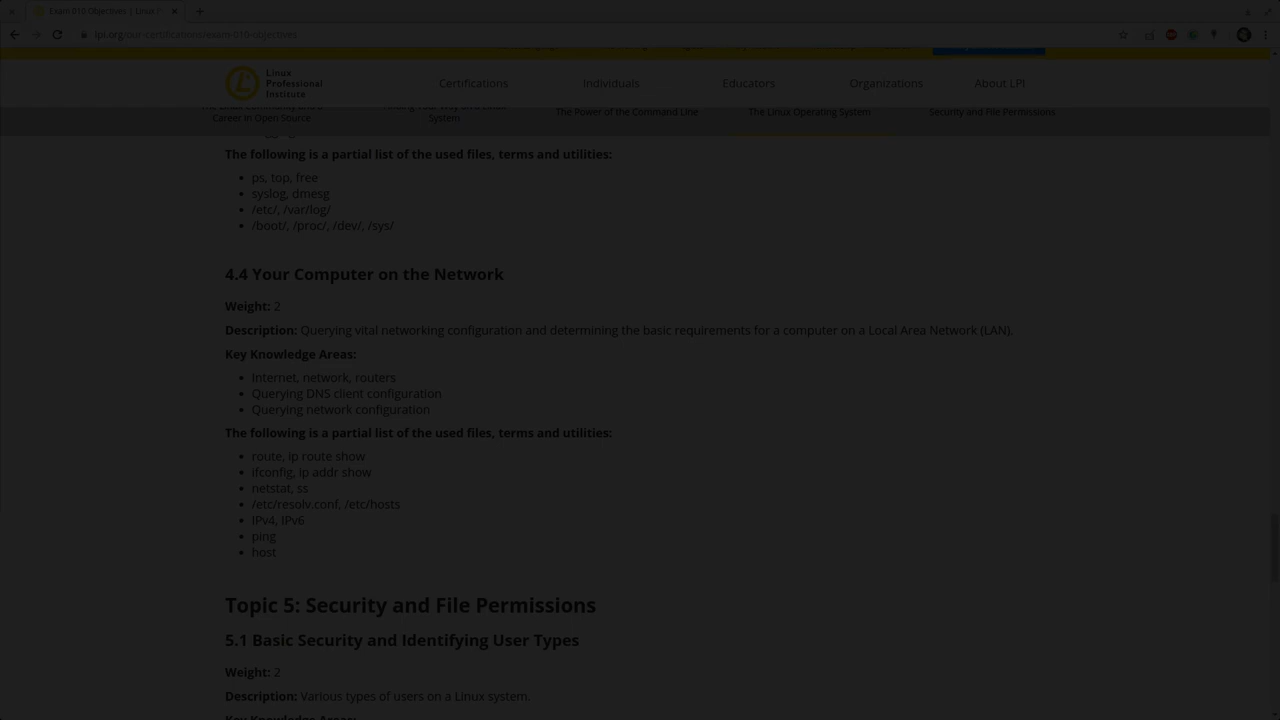 Exam 010 Objectives | Linux P
lpi.org/our-certifications/exam-010-objectives
Linux
Professional
Institute
Certifications
Individuals
Educators
Organizations
About LPI
Career in Open Source
System
The Power of the Command Line
The Linux Operating System
Security and File Permissions
The following is a partial list of the used files, terms and utilities:
• ps, top, free
• syslog, dmesg
• /etc/, /var/log/
• /boot/, /proc/, /dev/, /sys/
4.4 Your Computer on the Network
Weight: 2
Description: Querying vital networking configuration and determining the basic requirements for a computer on a Local Area Network (LAN).
Key Knowledge Areas:
• Internet, network, routers
• Querying DNS client configuration
• Querying network configuration
The following is a partial list of the used files, terms and utilities:
• route, ip route show
• ifconfig, ip addr show
• netstat, ss
• /etc/resolv.conf, /etc/hosts
• IPv4, IPv6
• ping
• host
Topic 5: Security and File Permissions
5.1 Basic Security and Identifying User Types
Weight: 2
Description: Various types of users on a Linux system.
Key Knowledge Areas: